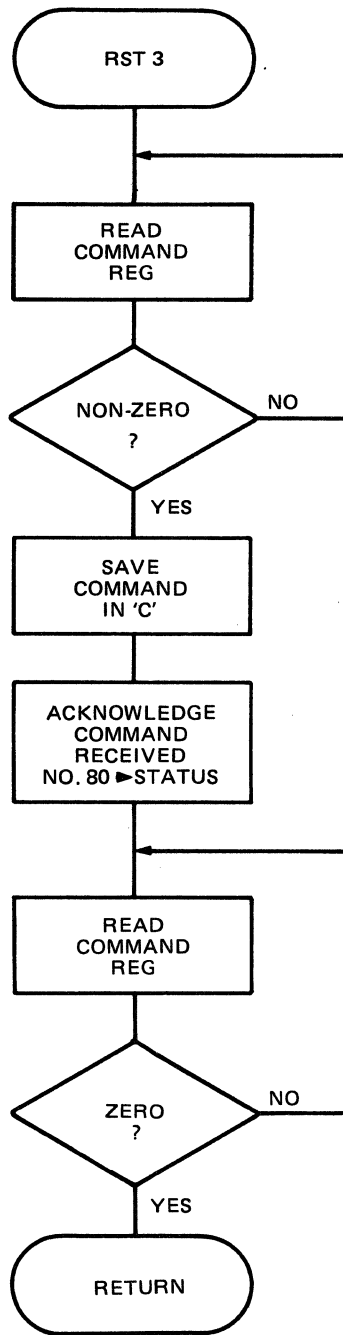 RST 3
READ
COMMAND
REG
NON-ZERO
?
NO
YES
SAVE
COMMAND
IN 'C'
ACKNOWLEDGE
COMMAND
RECEIVED
NO. 80 ► STATUS
READ
COMMAND
REG
ZERO
?
NO
YES
RETURN